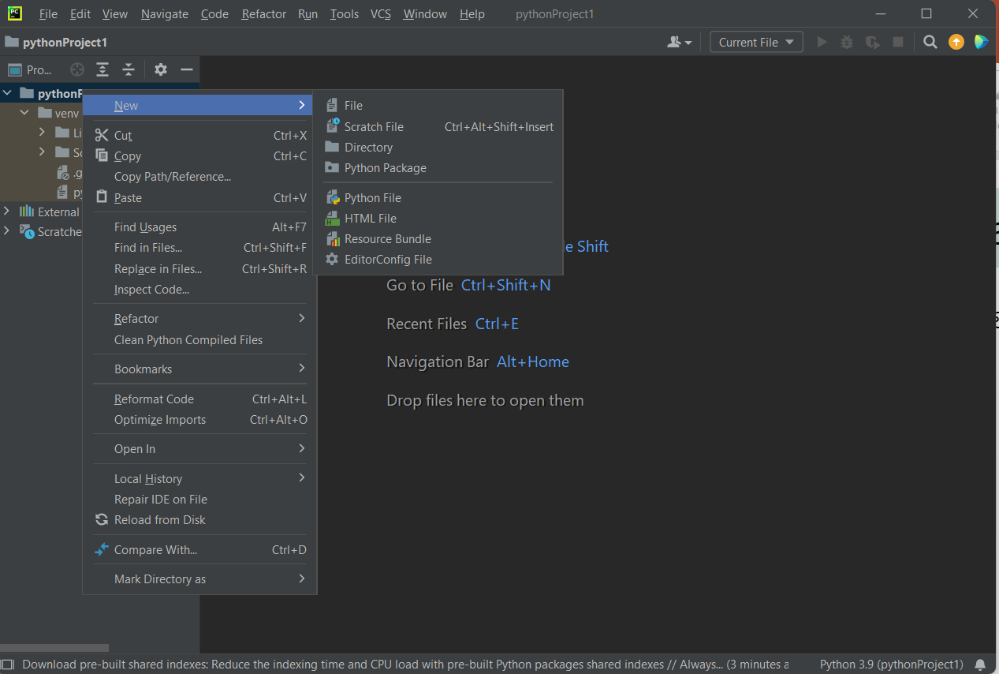 PC File Edit View Navigate Code Refactor Run Tools VCS Window Help pythonProject1
pythonProject1 Current File
Pro...
pythonP
venv
Li
Sc
.g
py
External
Scratche
New
Cut Ctrl+X
Copy Ctrl+C
Copy Path/Reference...
Paste Ctrl+V
Find Usages Alt+F7
Find in Files... Ctrl+Shift+F
Replace in Files... Ctrl+Shift+R
Inspect Code...
Refactor
Clean Python Compiled Files
Bookmarks
Reformat Code Ctrl+Alt+L
Optimize Imports Ctrl+Alt+O
Open In
Local History
Repair IDE on File
Reload from Disk
Compare With... Ctrl+D
Mark Directory as
File
Scratch File Ctrl+Alt+Shift+Insert
Directory
Python Package
Python File
HTML File
Resource Bundle
EditorConfig File
le Shift
Go to File Ctrl+Shift+N
Recent Files Ctrl+E
Navigation Bar Alt+Home
Drop files here to open them
Download pre-built shared indexes: Reduce the indexing time and CPU load with pre-built Python packages shared indexes // Always... (3 minutes a Python 3.9 (pythonProject1)